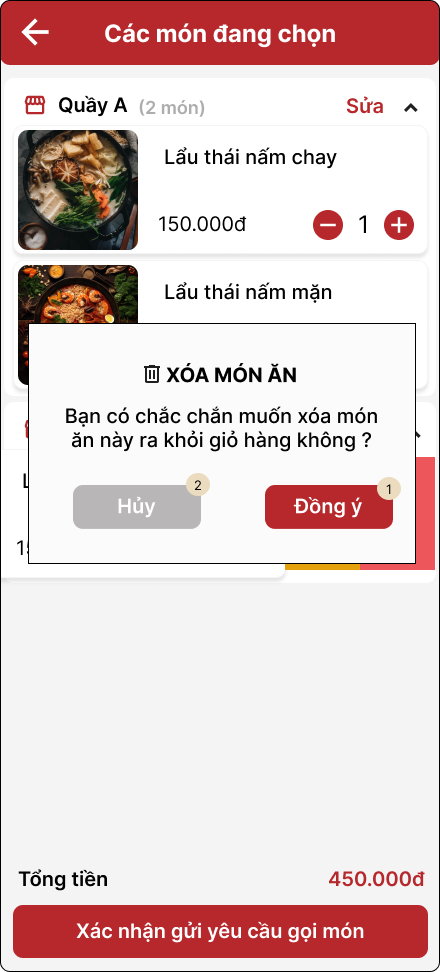 Các món đang chọn
Quầy A (2 món) Sửa
Lẩu thái nấm chay
150.000đ 1
Lẩu thái nấm mặn
XÓA MÓN ĂN
Bạn có chắc chắn muốn xóa món
ăn này ra khỏi giỏ hàng không ?
2 1
Hủy Đồng ý
Tổng tiền 450.000đ
Xác nhận gửi yêu cầu gọi món